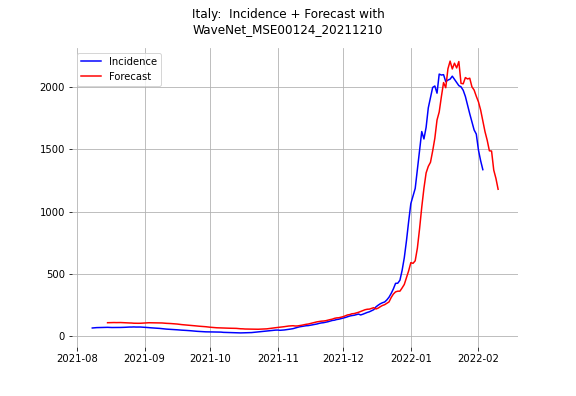 Italy:  Incidence + Forecast with
WaveNet_MSE00124_20211210
Incidence
Forecast
2000
1500
1000
500
0
2021-08 2021-09 2021-10 2021-11 2021-12 2022-01 2022-02